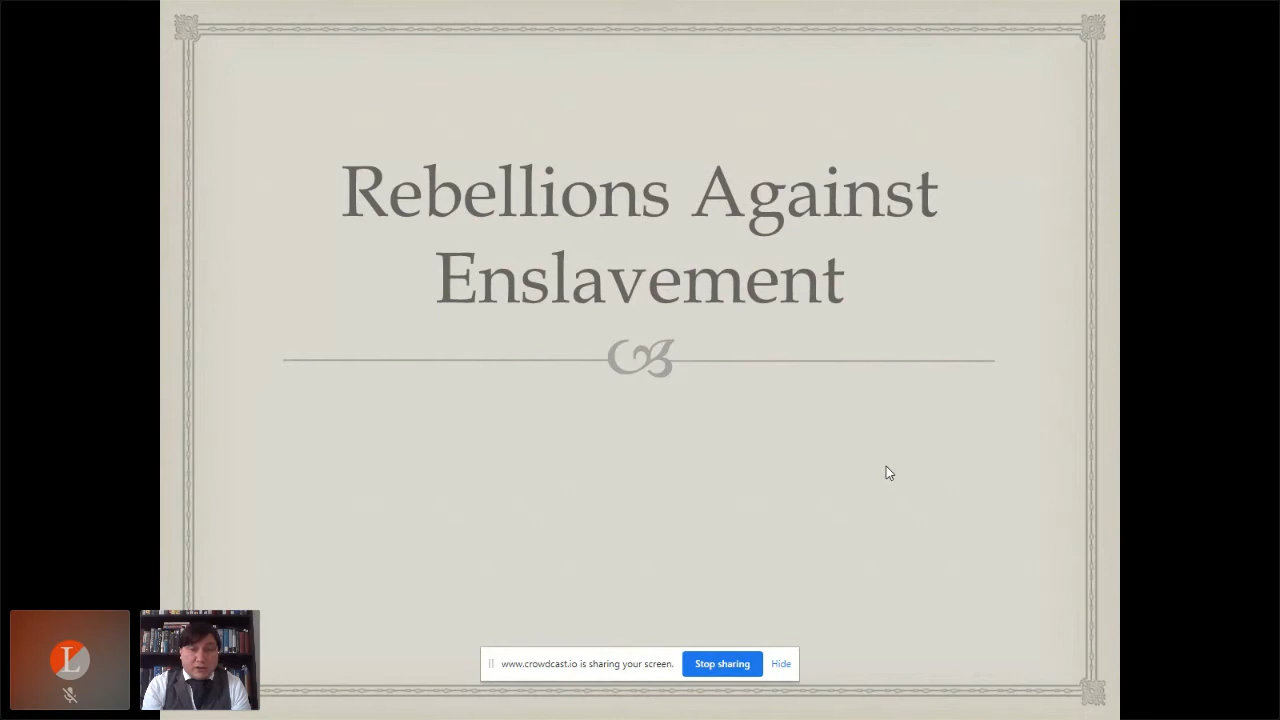 Rebellions Against
Enslavement
L
www.crowdcast.io is sharing your screen. Stop sharing Hide